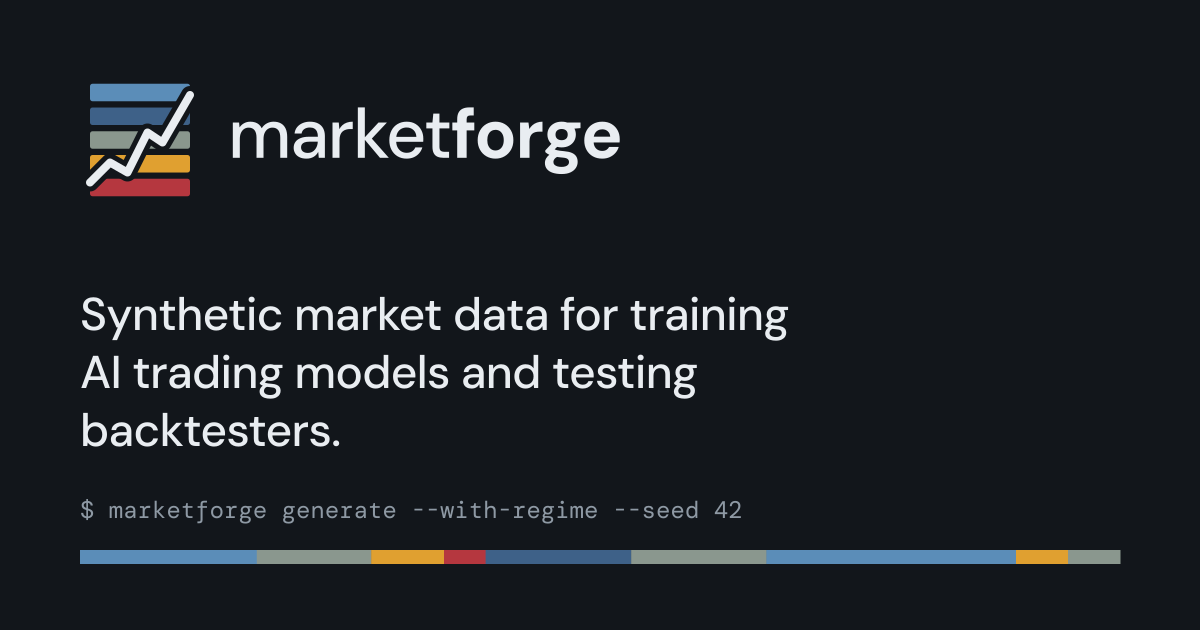 marketforge
Synthetic market data for training
AI trading models and testing
backtesters.
$ marketforge generate --with-regime --seed 42